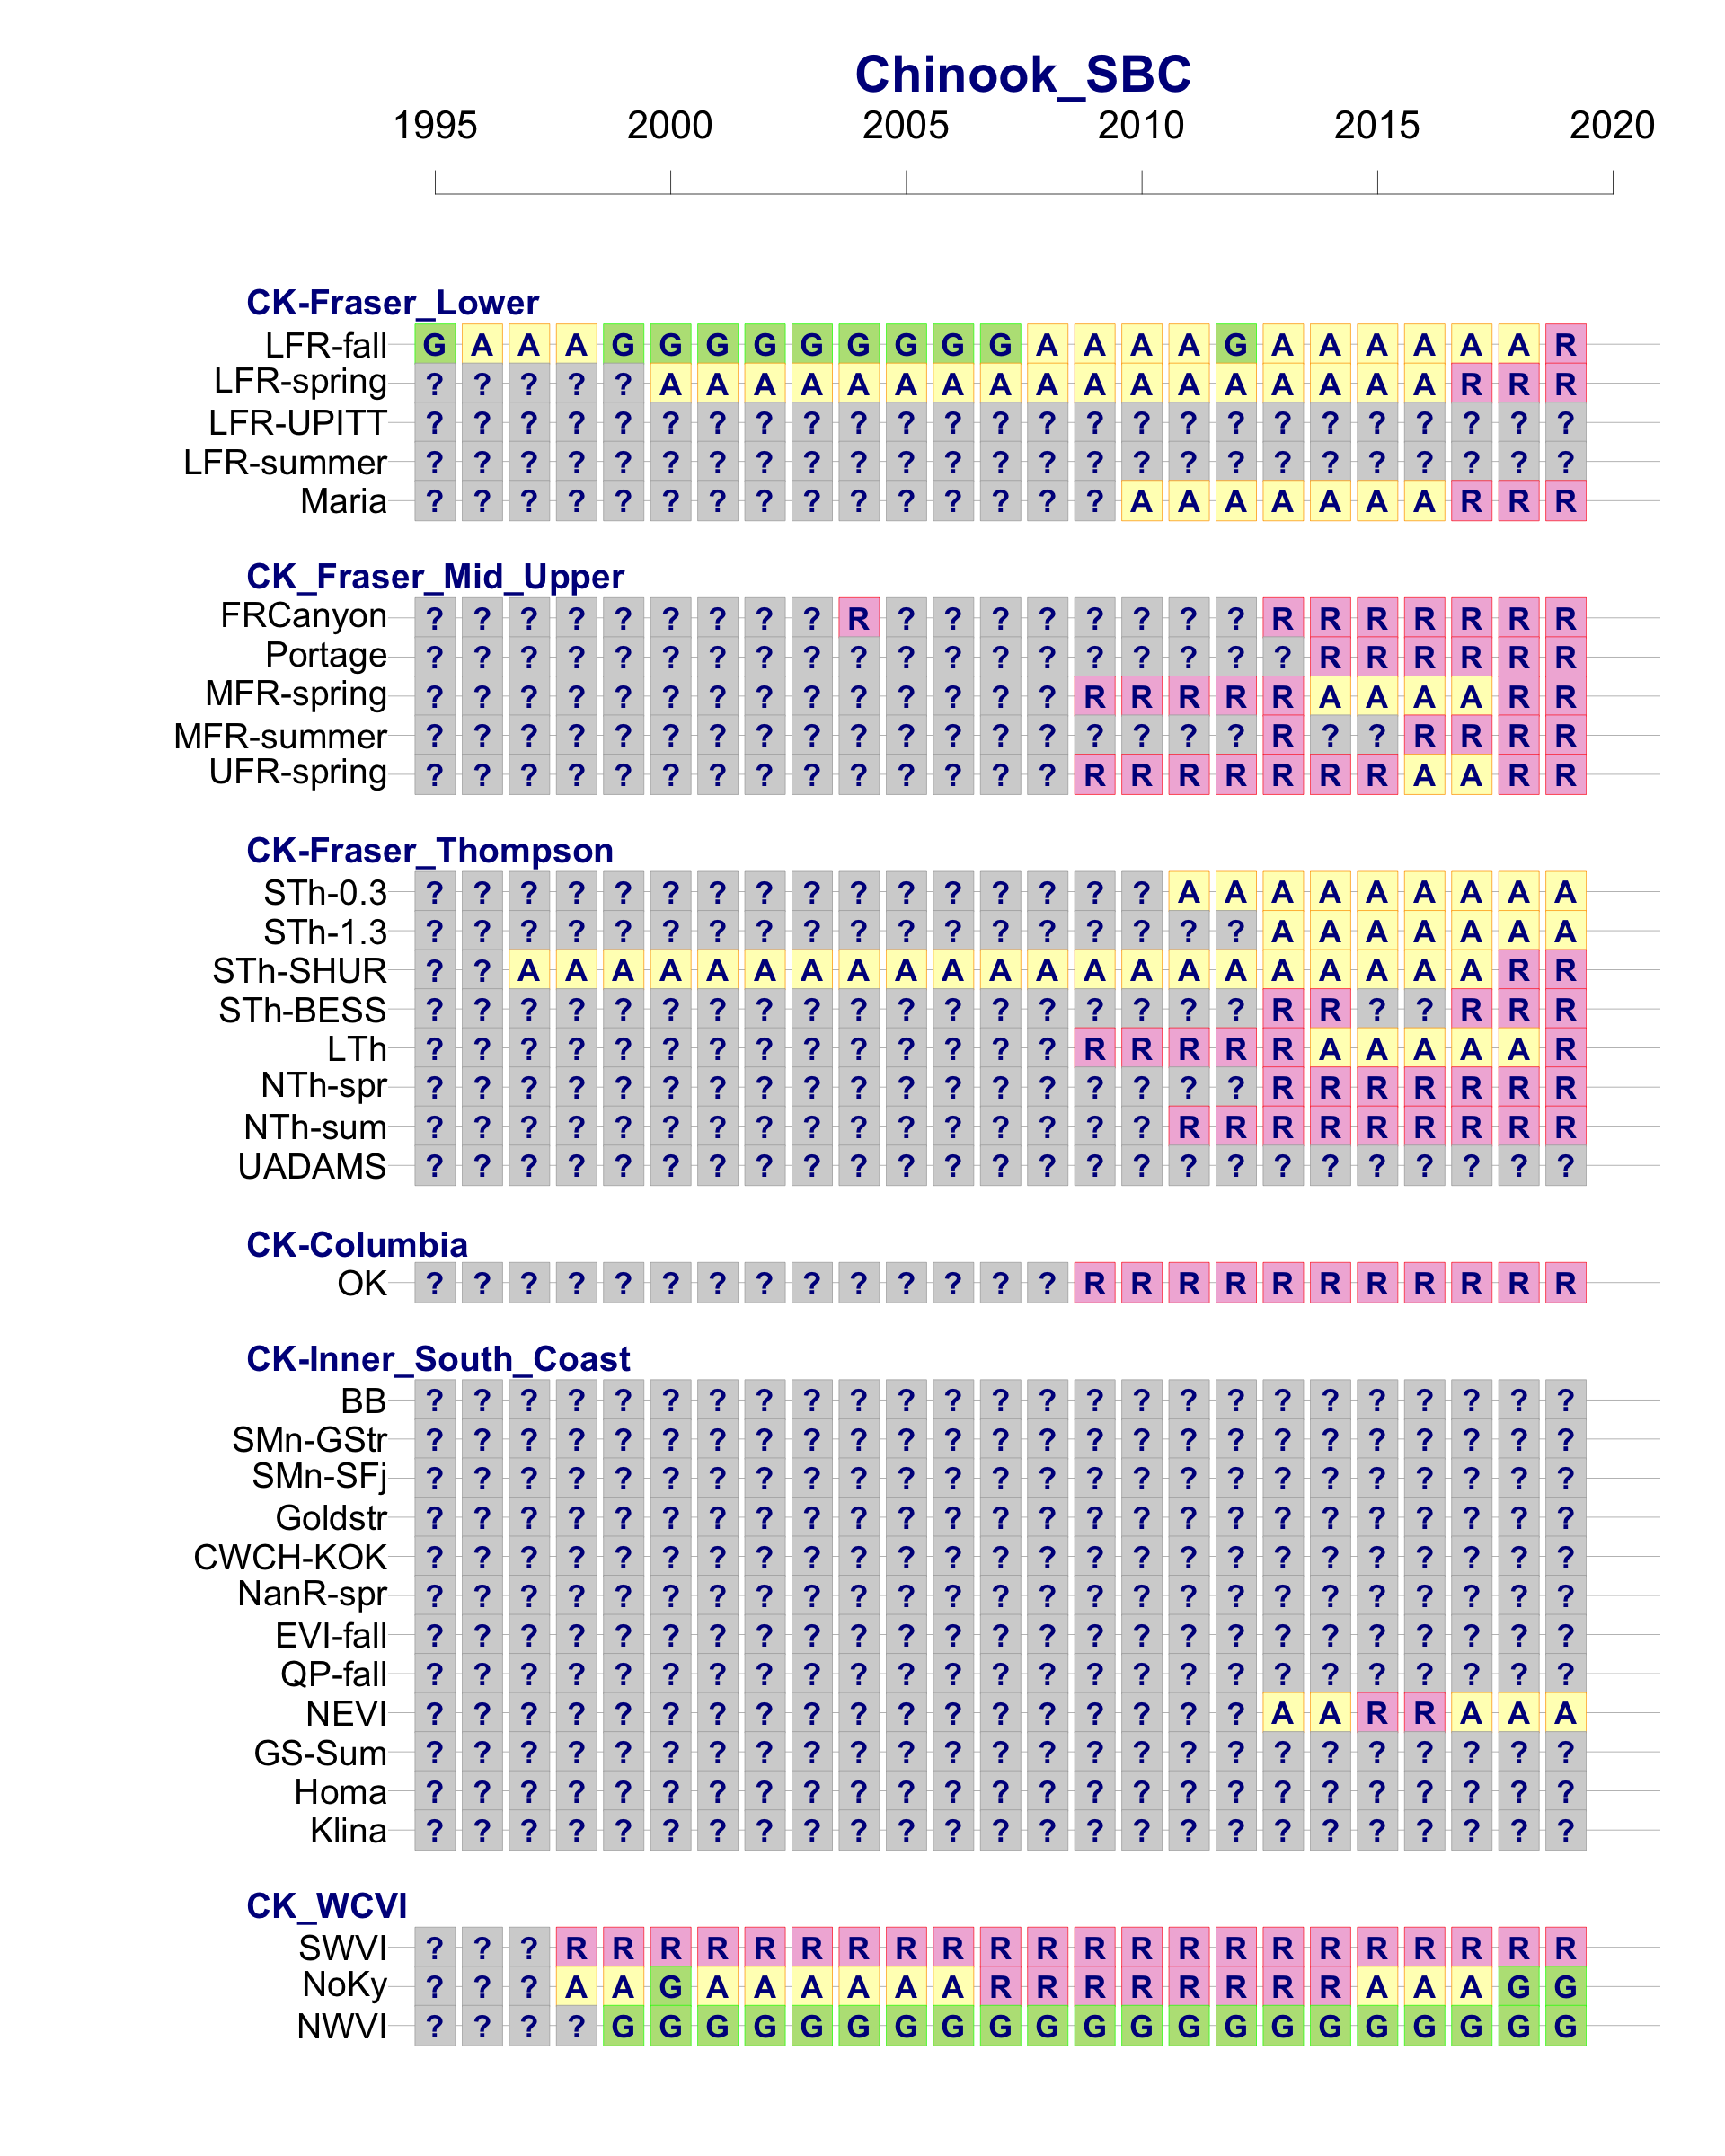 Chinook_SBC
1995 2000 2005 2010 2015 2020
CK-Fraser_Lower
LFR-fall G A A A G G G G G G G G G A A A A G A A A A A A R
LFR-spring ? ? ? ? ? A A A A A A A A A A A A A A A A A R R R
LFR-UPITT ? ? ? ? ? ? ? ? ? ? ? ? ? ? ? ? ? ? ? ? ? ? ? ? ?
LFR-summer ? ? ? ? ? ? ? ? ? ? ? ? ? ? ? ? ? ? ? ? ? ? ? ? ?
Maria ? ? ? ? ? ? ? ? ? ? ? ? ? ? ? A A A A A A A R R R
CK_Fraser_Mid_Upper
FRCanyon ? ? ? ? ? ? ? ? ? R ? ? ? ? ? ? ? ? R R R R R R R
Portage ? ? ? ? ? ? ? ? ? ? ? ? ? ? ? ? ? ? ? R R R R R R
MFR-spring ? ? ? ? ? ? ? ? ? ? ? ? ? ? R R R R R A A A A R R
MFR-summer ? ? ? ? ? ? ? ? ? ? ? ? ? ? ? ? ? ? R ? ? R R R R
UFR-spring ? ? ? ? ? ? ? ? ? ? ? ? ? ? R R R R R R R A A R R
CK-Fraser_Thompson
STh-0.3 ? ? ? ? ? ? ? ? ? ? ? ? ? ? ? ? A A A A A A A A A
STh-1.3 ? ? ? ? ? ? ? ? ? ? ? ? ? ? ? ? ? ? A A A A A A A
STh-SHUR ? ? A A A A A A A A A A A A A A A A A A A A A R R
STh-BESS ? ? ? ? ? ? ? ? ? ? ? ? ? ? ? ? ? ? R R ? ? R R R
LTh ? ? ? ? ? ? ? ? ? ? ? ? ? ? R R R R R A A A A A R
NTh-spr ? ? ? ? ? ? ? ? ? ? ? ? ? ? ? ? ? ? R R R R R R R
NTh-sum ? ? ? ? ? ? ? ? ? ? ? ? ? ? ? ? R R R R R R R R R
UADAMS ? ? ? ? ? ? ? ? ? ? ? ? ? ? ? ? ? ? ? ? ? ? ? ? ?
CK-Columbia
OK ? ? ? ? ? ? ? ? ? ? ? ? ? ? R R R R R R R R R R R
CK-Inner_South_Coast
BB ? ? ? ? ? ? ? ? ? ? ? ? ? ? ? ? ? ? ? ? ? ? ? ? ?
SMn-GStr ? ? ? ? ? ? ? ? ? ? ? ? ? ? ? ? ? ? ? ? ? ? ? ? ?
SMn-SFj ? ? ? ? ? ? ? ? ? ? ? ? ? ? ? ? ? ? ? ? ? ? ? ? ?
Goldstr ? ? ? ? ? ? ? ? ? ? ? ? ? ? ? ? ? ? ? ? ? ? ? ? ?
CWCH-KOK ? ? ? ? ? ? ? ? ? ? ? ? ? ? ? ? ? ? ? ? ? ? ? ? ?
NanR-spr ? ? ? ? ? ? ? ? ? ? ? ? ? ? ? ? ? ? ? ? ? ? ? ? ?
EVI-fall ? ? ? ? ? ? ? ? ? ? ? ? ? ? ? ? ? ? ? ? ? ? ? ? ?
QP-fall ? ? ? ? ? ? ? ? ? ? ? ? ? ? ? ? ? ? ? ? ? ? ? ? ?
NEVI ? ? ? ? ? ? ? ? ? ? ? ? ? ? ? ? ? ? A A R R A A A
GS-Sum ? ? ? ? ? ? ? ? ? ? ? ? ? ? ? ? ? ? ? ? ? ? ? ? ?
Homa ? ? ? ? ? ? ? ? ? ? ? ? ? ? ? ? ? ? ? ? ? ? ? ? ?
Klina ? ? ? ? ? ? ? ? ? ? ? ? ? ? ? ? ? ? ? ? ? ? ? ? ?
CK_WCVI
SWVI ? ? ? R R R R R R R R R R R R R R R R R R R R R R
NoKy ? ? ? A A G A A A A A A R R R R R R R R A A A G G
NWVI ? ? ? ? G G G G G G G G G G G G G G G G G G G G G